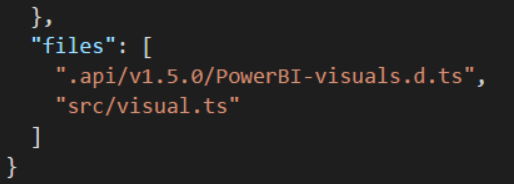 },
"files": [
".api/v1.5.0/PowerBI-visuals.d.ts",
"src/visual.ts"
]
}